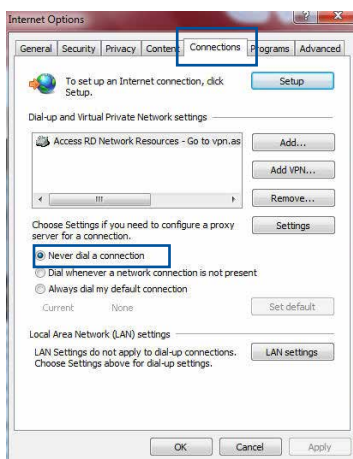 Internet Options
General Security Privacy Content Connections Programs Advanced
To set up an Internet connection, click
Setup.
Setup
Dial-up and Virtual Private Network settings
Access RD Network Resources - Go to vpn.as
Add...
Add VPN...
Remove...
Choose Settings if you need to configure a proxy
server for a connection.
Settings
Never dial a connection
Dial whenever a network connection is not present
Always dial my default connection
Current None
Set default
Local Area Network (LAN) settings
LAN Settings do not apply to dial-up connections.
Choose Settings above for dial-up settings.
LAN settings
OK Cancel Apply